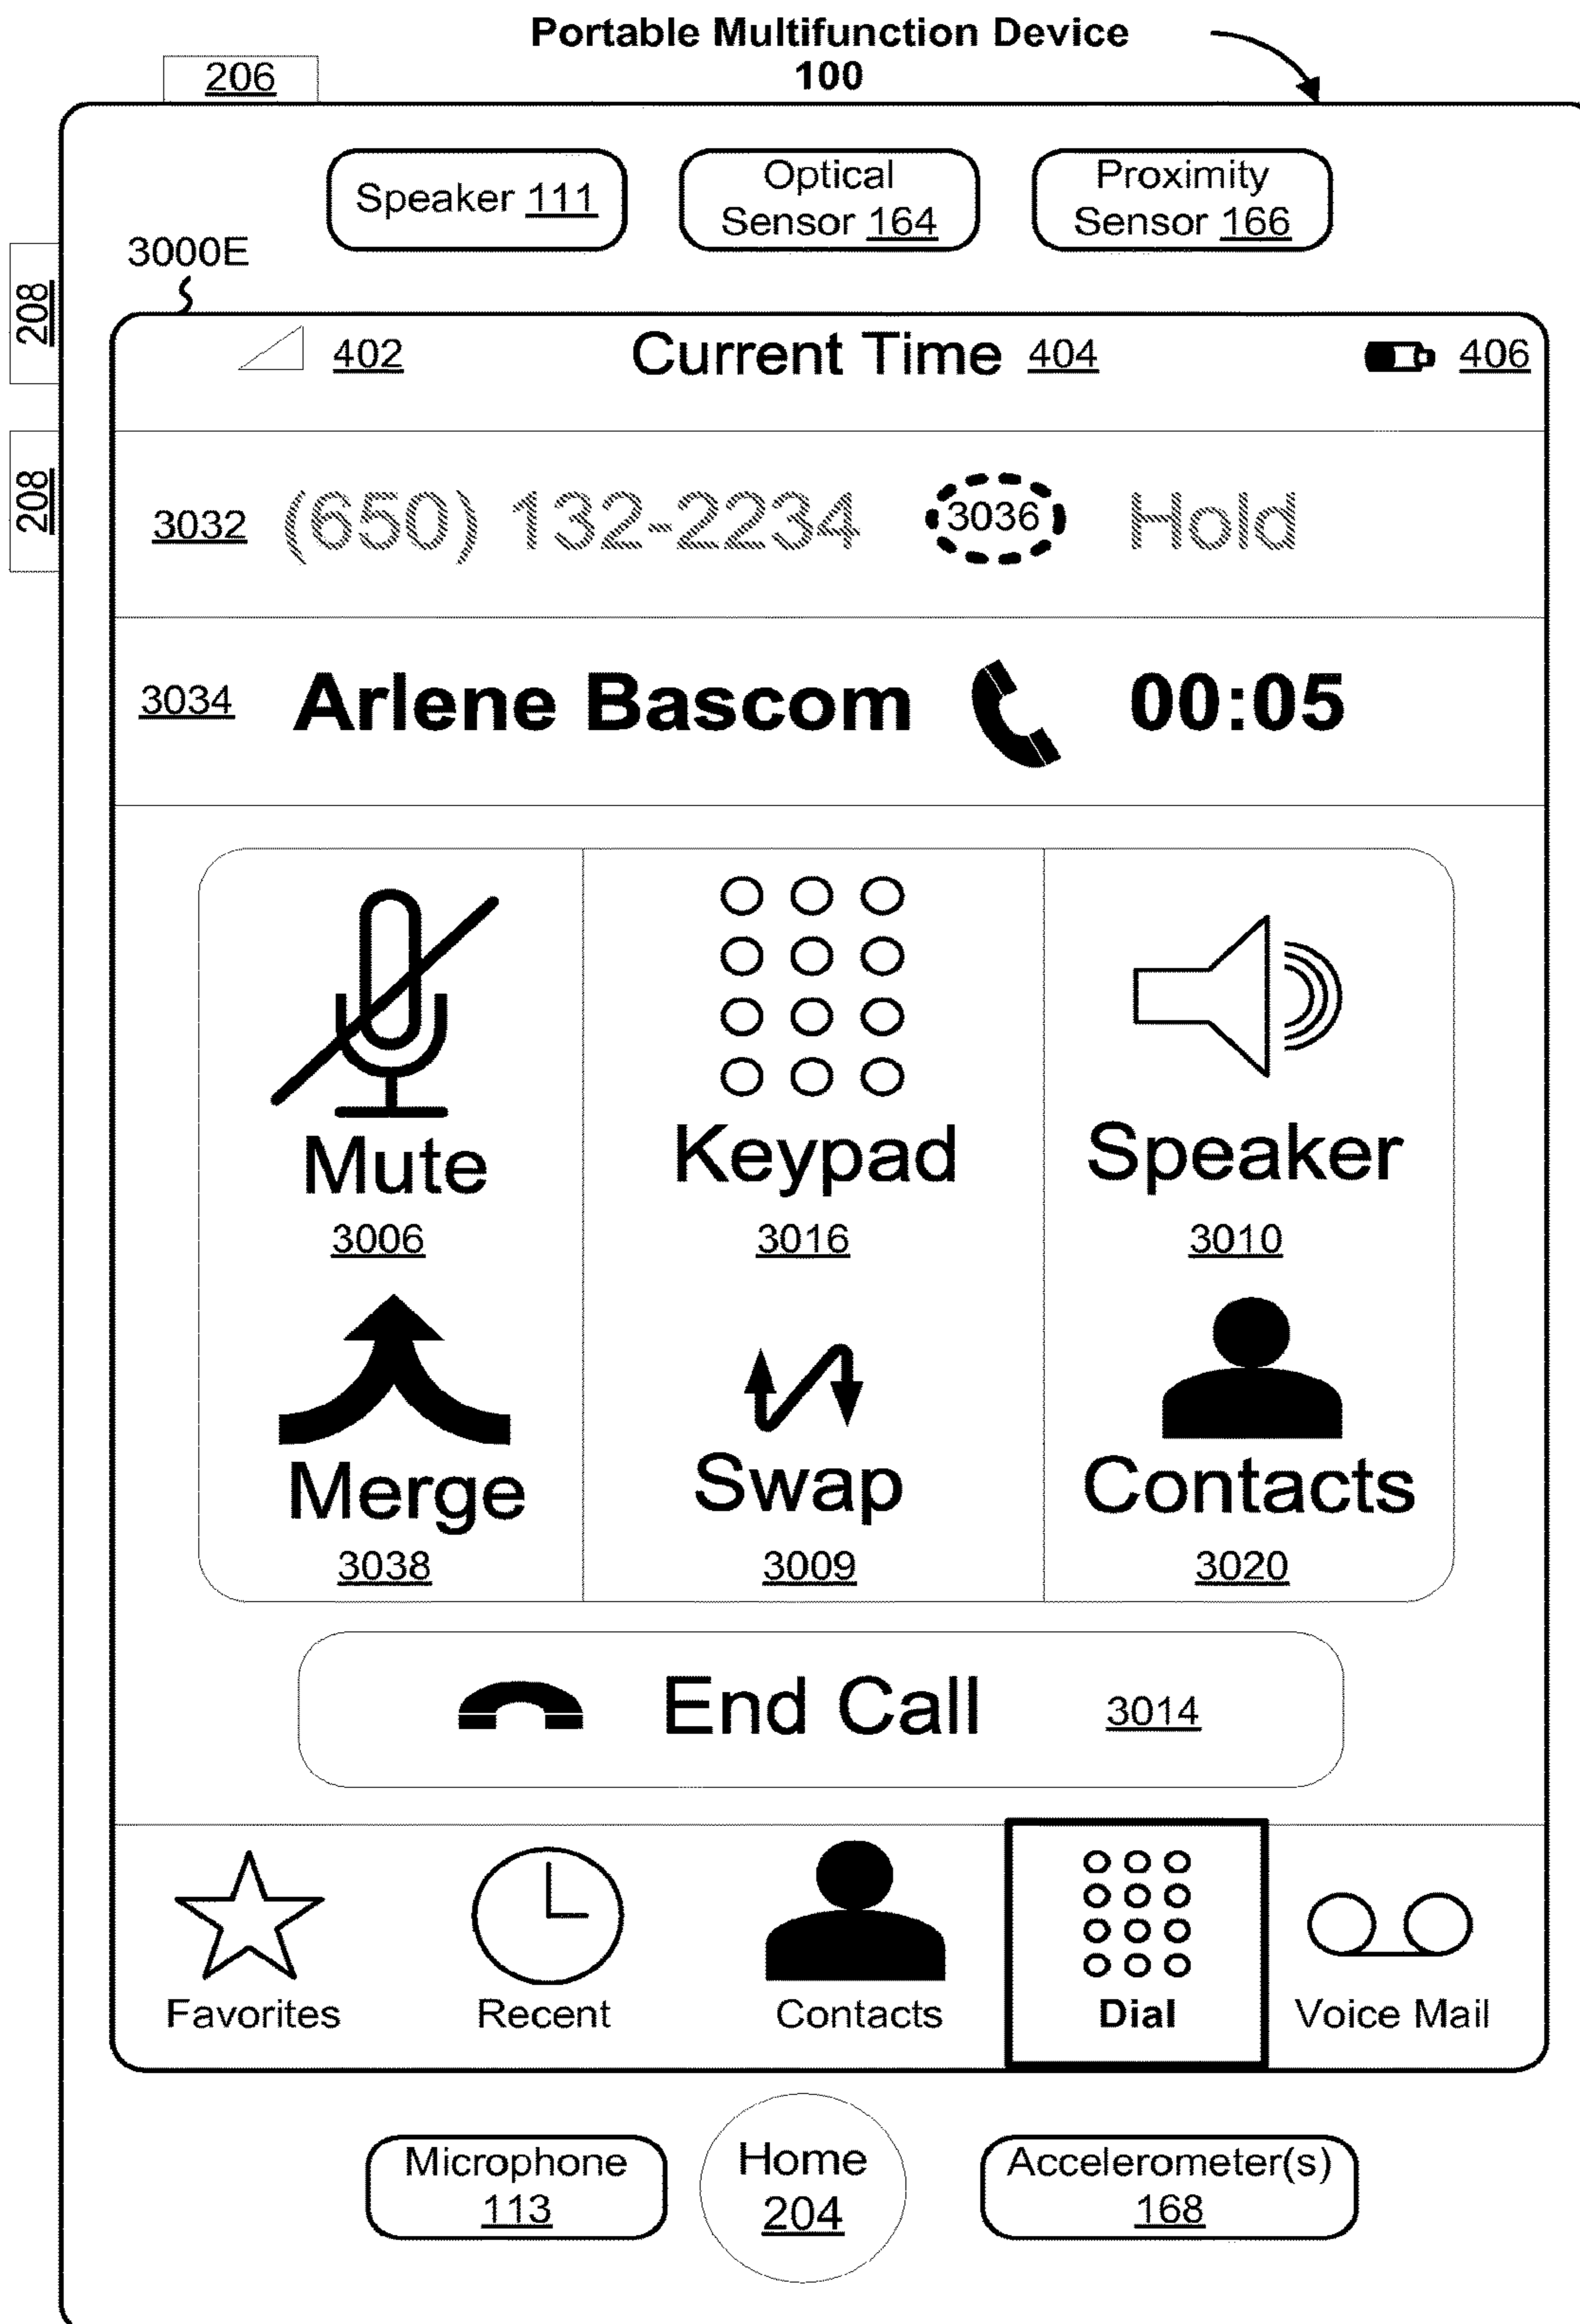 Portable Multifunction Device
100
206
Speaker 111
Optical
Sensor 164
Proximity
Sensor 166
3000E
208
402
Current Time 404
406
208
3032
(650) 132-2234
3036
Hold
3034
Arlene Bascom
00:05
Mute
Keypad
Speaker
3006
3016
3010
Merge
Swap
Contacts
3038
3009
3020
End Call
3014
Favorites
Recent
Contacts
Dial
Voice Mail
Microphone
113
Home
204
Accelerometer(s)
168